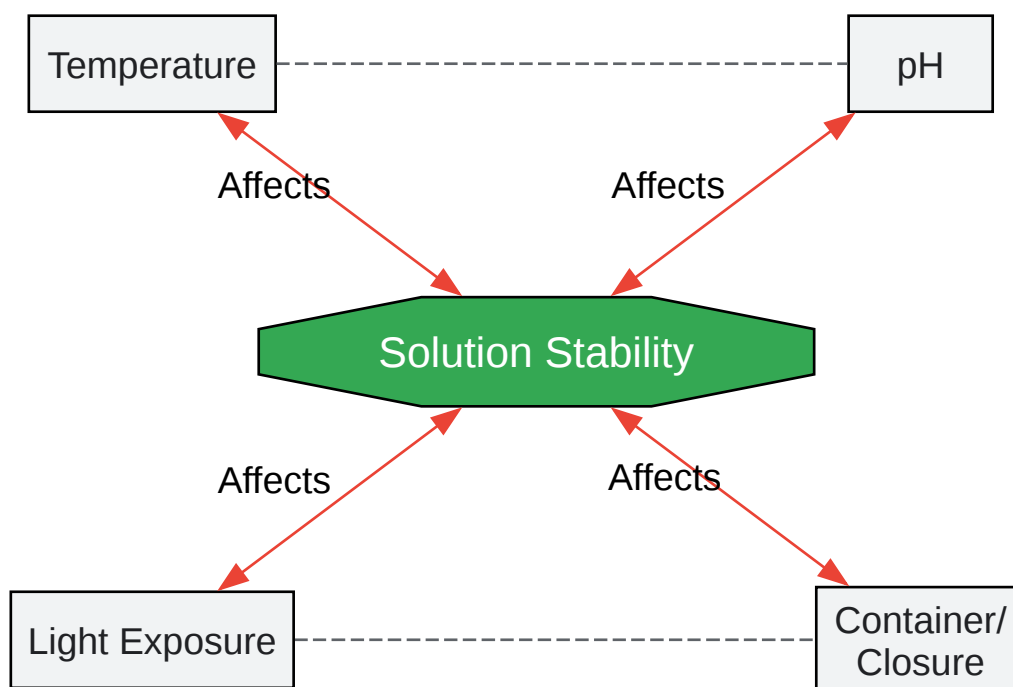 Temperature
pH
Affects
Affects
Solution Stability
Affects
Affects
Light Exposure
Container/
Closure